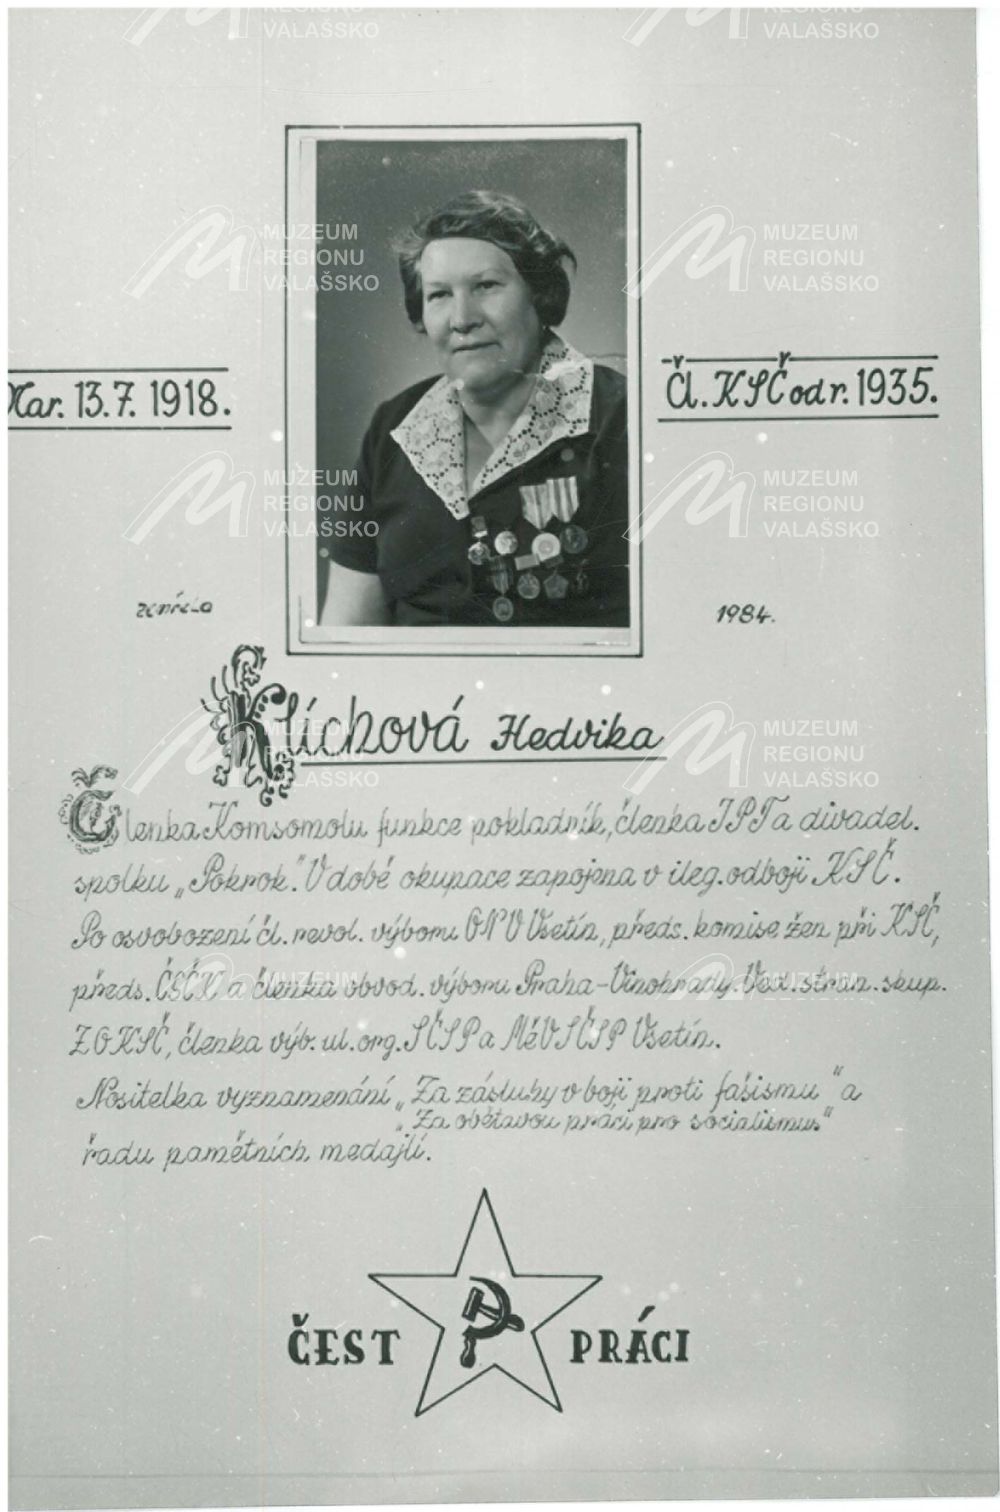 Nar. 13.7. 1918.
Čl. KSČ od r. 1935.
zemřela
1984.
Klíchová Hedvika
Členka Komsomolu funkce pokladník, členka JPT a divadel.
spolku „Pokrok". V době okupace zapojena v ileg. odboji KSČ.
Po osvobození čl. revol. výboru ONV Vsetín, předs. komise žen při KSČ,
předs. ČSČK a členka obvod. výboru Praha-Vinohrady. Ved. stran. skup.
ZO KSČ, členka výb. ul. org. SČSP a MěV SČSP Vsetín.
Nositelka vyznamenání „Za zásluhy v boji proti fašismu" a
„Za obětavou práci pro socialismus"
řadu pamětních medajlí.
ČEST PRÁCI
MUZEUM
REGIONU
VALAŠSKO